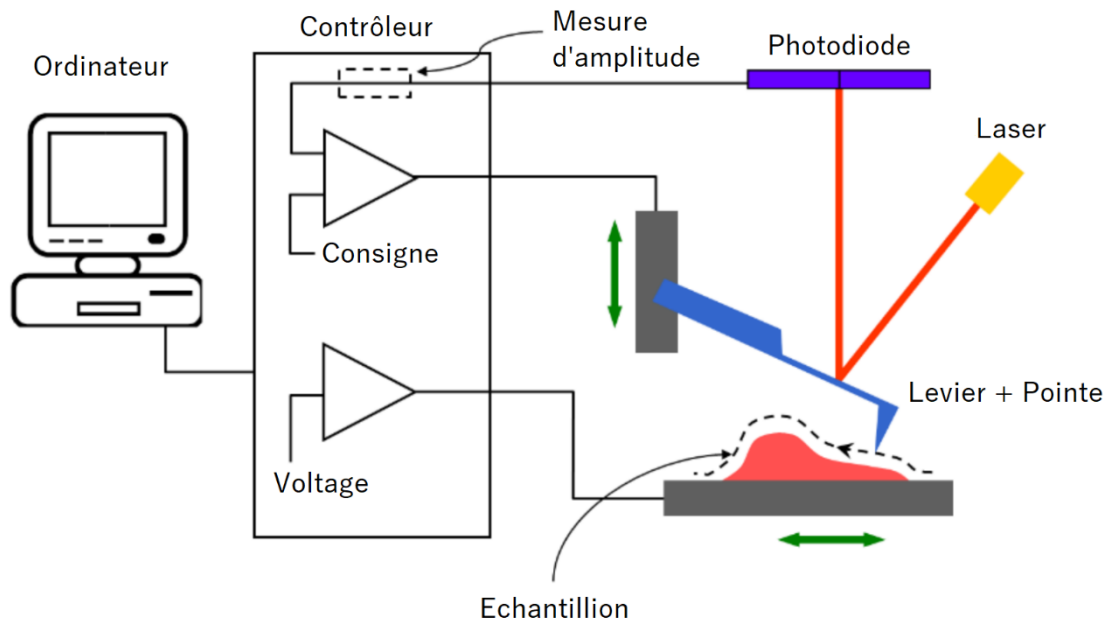 Contrôleur
Mesure
d'amplitude
Ordinateur
Photodiode
Laser
Consigne
Levier + Pointe
Voltage
Echantillion